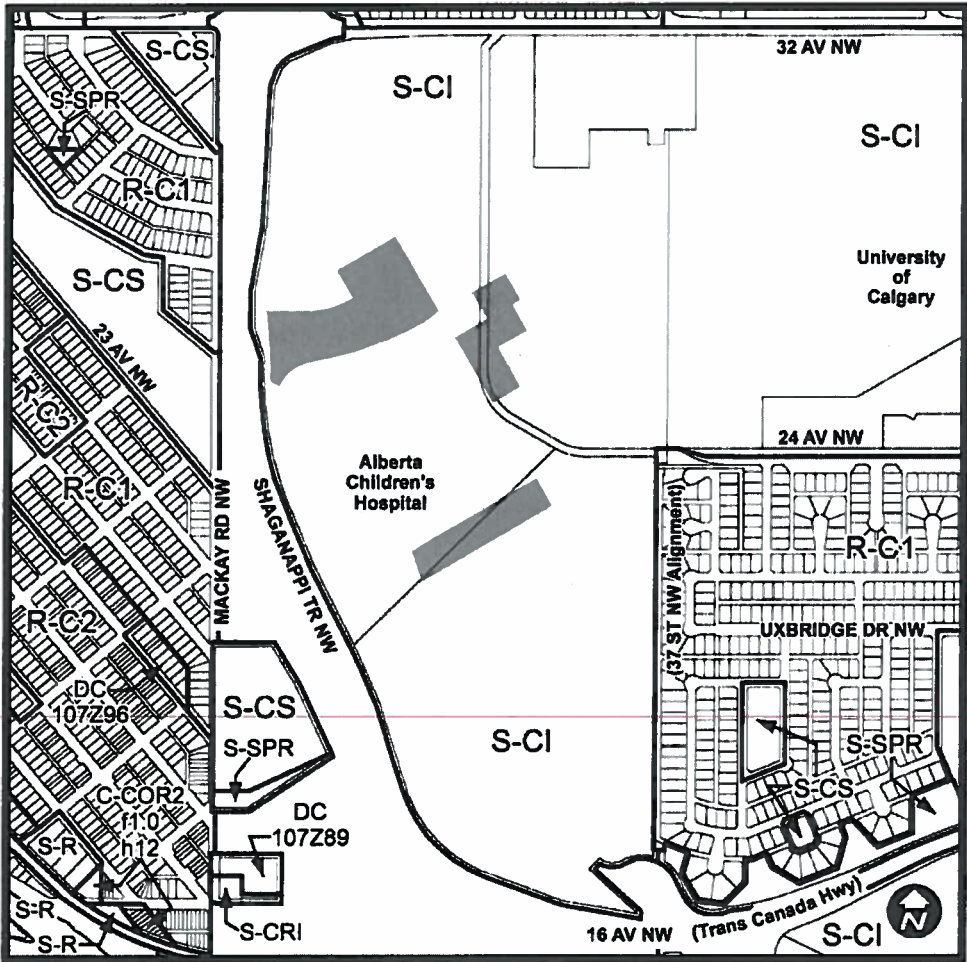 32 AV NW
S-CS
S-CI
S-SPR
S-CI
R-C1
University
of
Calgary
S-CS
23 AV NW
R-C2
24 AV NW
Alberta
Children's
Hospital
R-C1
MACKAY RD NW
SHAGANAPPI TR NW
(37 ST NW Alignment)
R-C1
R-C2
UXBRIDGE DR NW
DC
107Z96
S-CS
S-CI
S-SPR
S-SPR
S-CS
C-COR2
f1.0
h12
DC
107Z89
S-R
S-R
S-R
S-CRI
16 AV NW
(Trans Canada Hwy)
S-CI
N